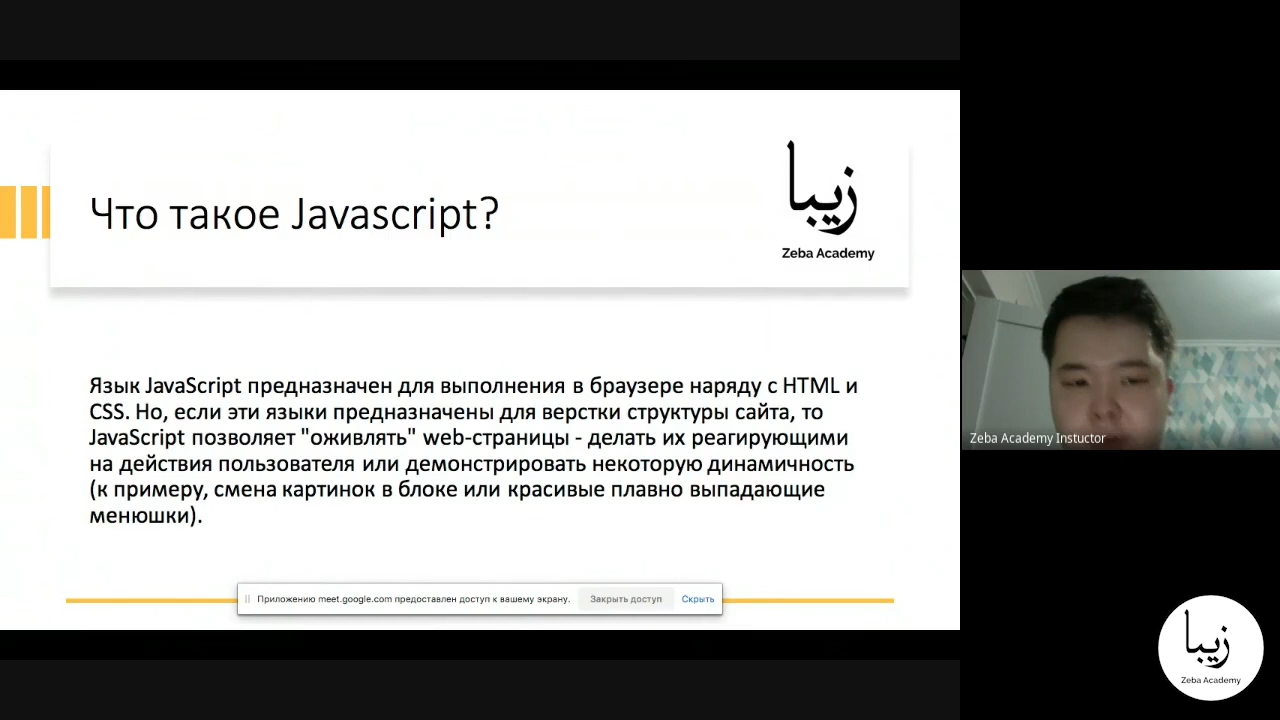 Что такое Javascript?
زيبا
Zeba Academy
Язык JavaScript предназначен для выполнения в браузере наряду с HTML и
CSS. Но, если эти языки предназначены для верстки структуры сайта, то
JavaScript позволяет "оживлять" web-страницы - делать их реагирующими
на действия пользователя или демонстрировать некоторую динамичность
(к примеру, смена картинок в блоке или красивые плавно выпадающие
менюшки).
Приложению meet.google.com предоставлен доступ к вашему экрану. Закрыть доступ Скрыть
Zeba Academy Instuctor
زيبا
Zeba Academy